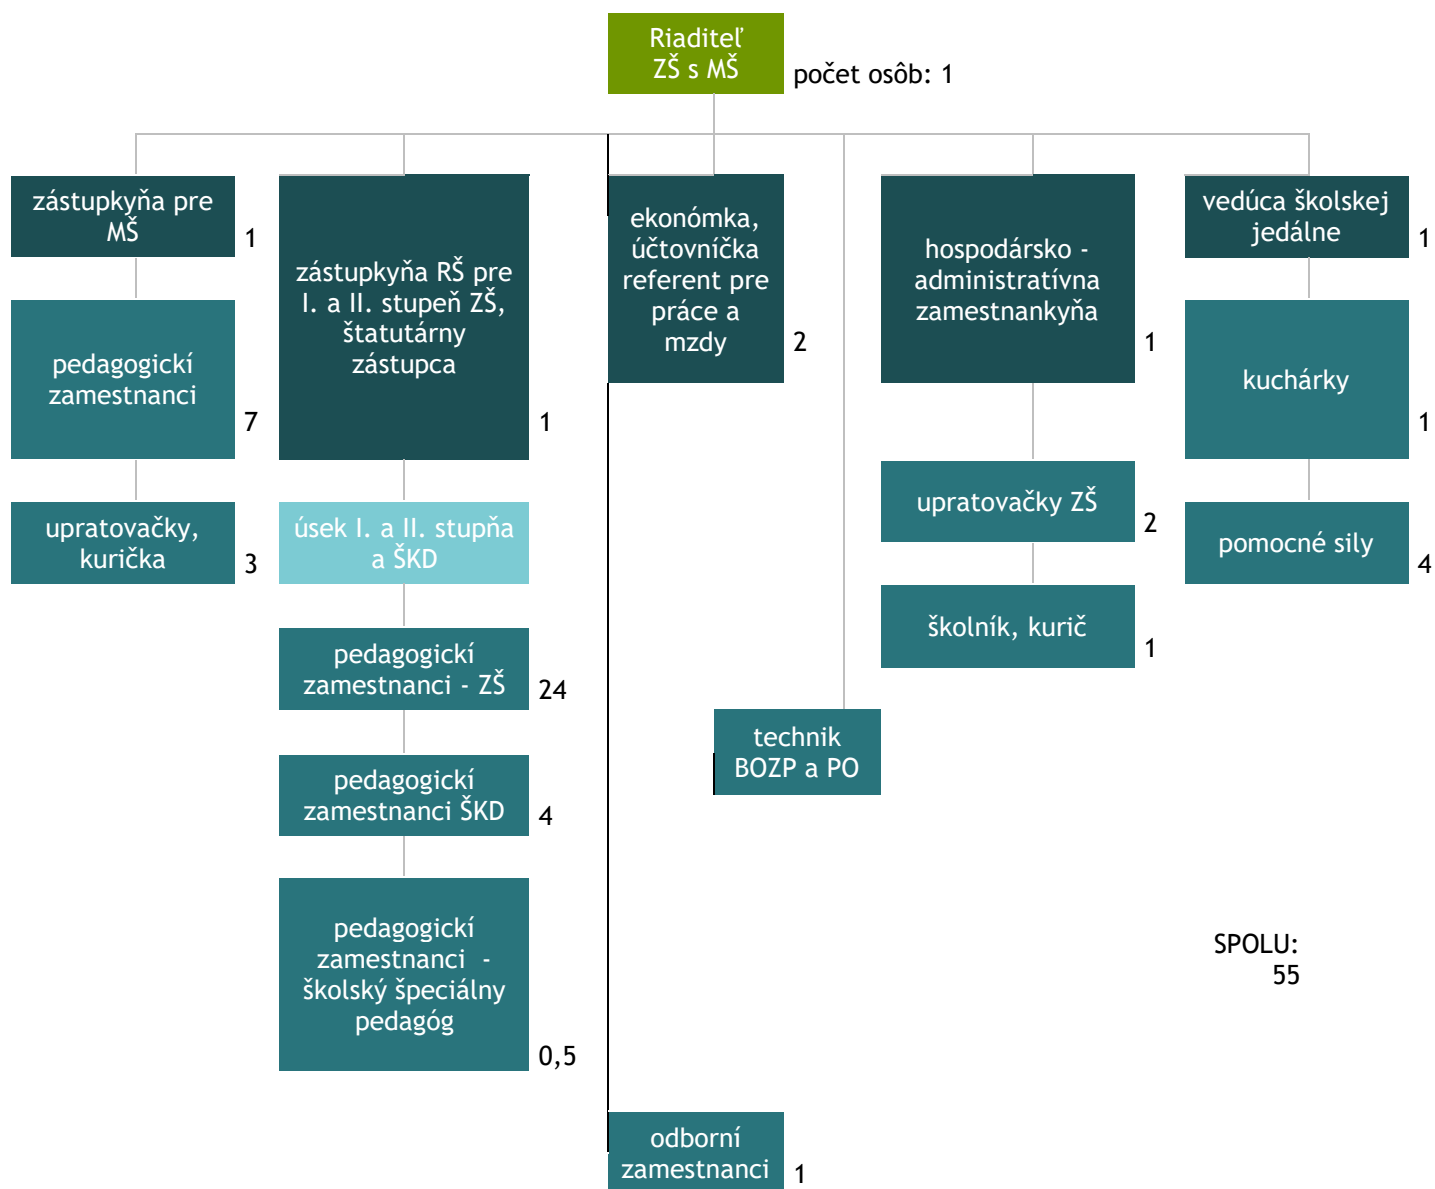 Riaditeľ
ZŠ s MŠ
počet osôb: 1
zástupkyňa pre
MŠ
1
pedagogickí
zamestnanci
7
upratovačky,
kurička
3
zástupkyňa RŠ pre
I. a II. stupeň ZŠ,
štatutárny
zástupca
1
úsek I. a II. stupňa
a ŠKD
pedagogickí
zamestnanci - ZŠ
24
pedagogickí
zamestnanci ŠKD
4
pedagogickí
zamestnanci -
školský špeciálny
pedagóg
0,5
ekonómka,
účtovníčka
referent pre
práce a
mzdy
2
technik
BOZP a PO
odborní
zamestnanci
1
hospodársko -
administratívna
zamestnankyňa
1
upratovačky ZŠ
2
školník, kurič
1
vedúca školskej
jedálne
1
kuchárky
1
pomocné sily
4
SPOLU:
55